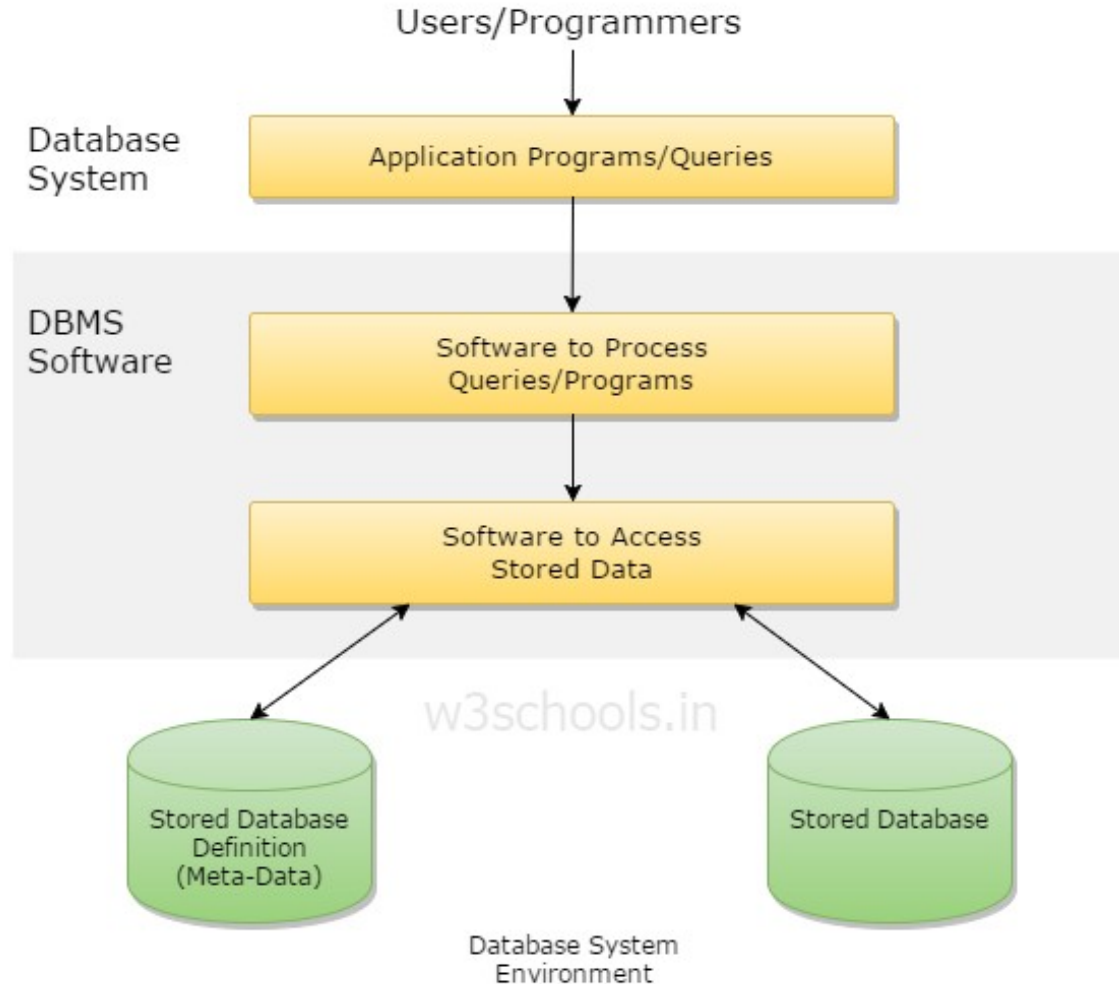 Users/Programmers
Database
System
Application Programs/Queries
DBMS
Software
Software to Process
Queries/Programs
Software to Access
Stored Data
w3schools.in
Stored Database
Definition
(Meta-Data)
Stored Database
Database System
Environment